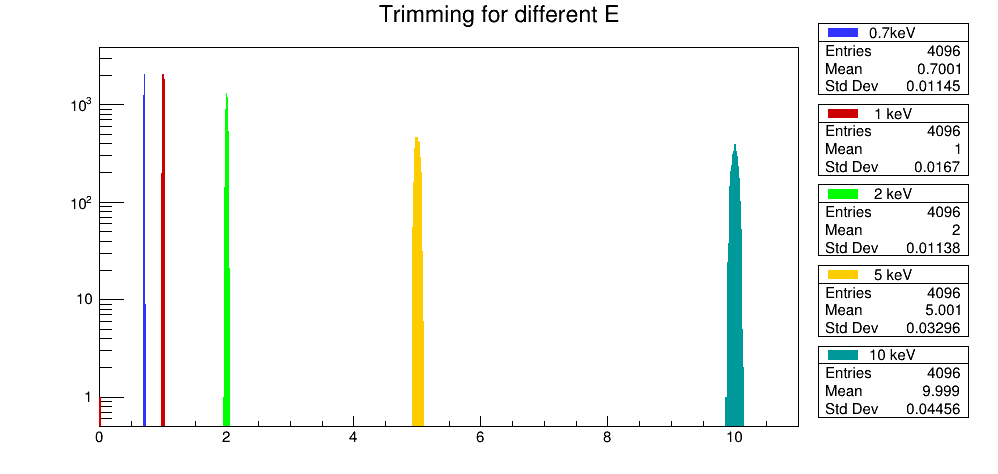 Trimming for different E
10³
10²
10
1
0 2 4 6 8 10
0.7keV
Entries 4096
Mean 0.7001
Std Dev 0.01145
1 keV
Entries 4096
Mean 1
Std Dev 0.0167
2 keV
Entries 4096
Mean 2
Std Dev 0.01138
5 keV
Entries 4096
Mean 5.001
Std Dev 0.03296
10 keV
Entries 4096
Mean 9.999
Std Dev 0.04456